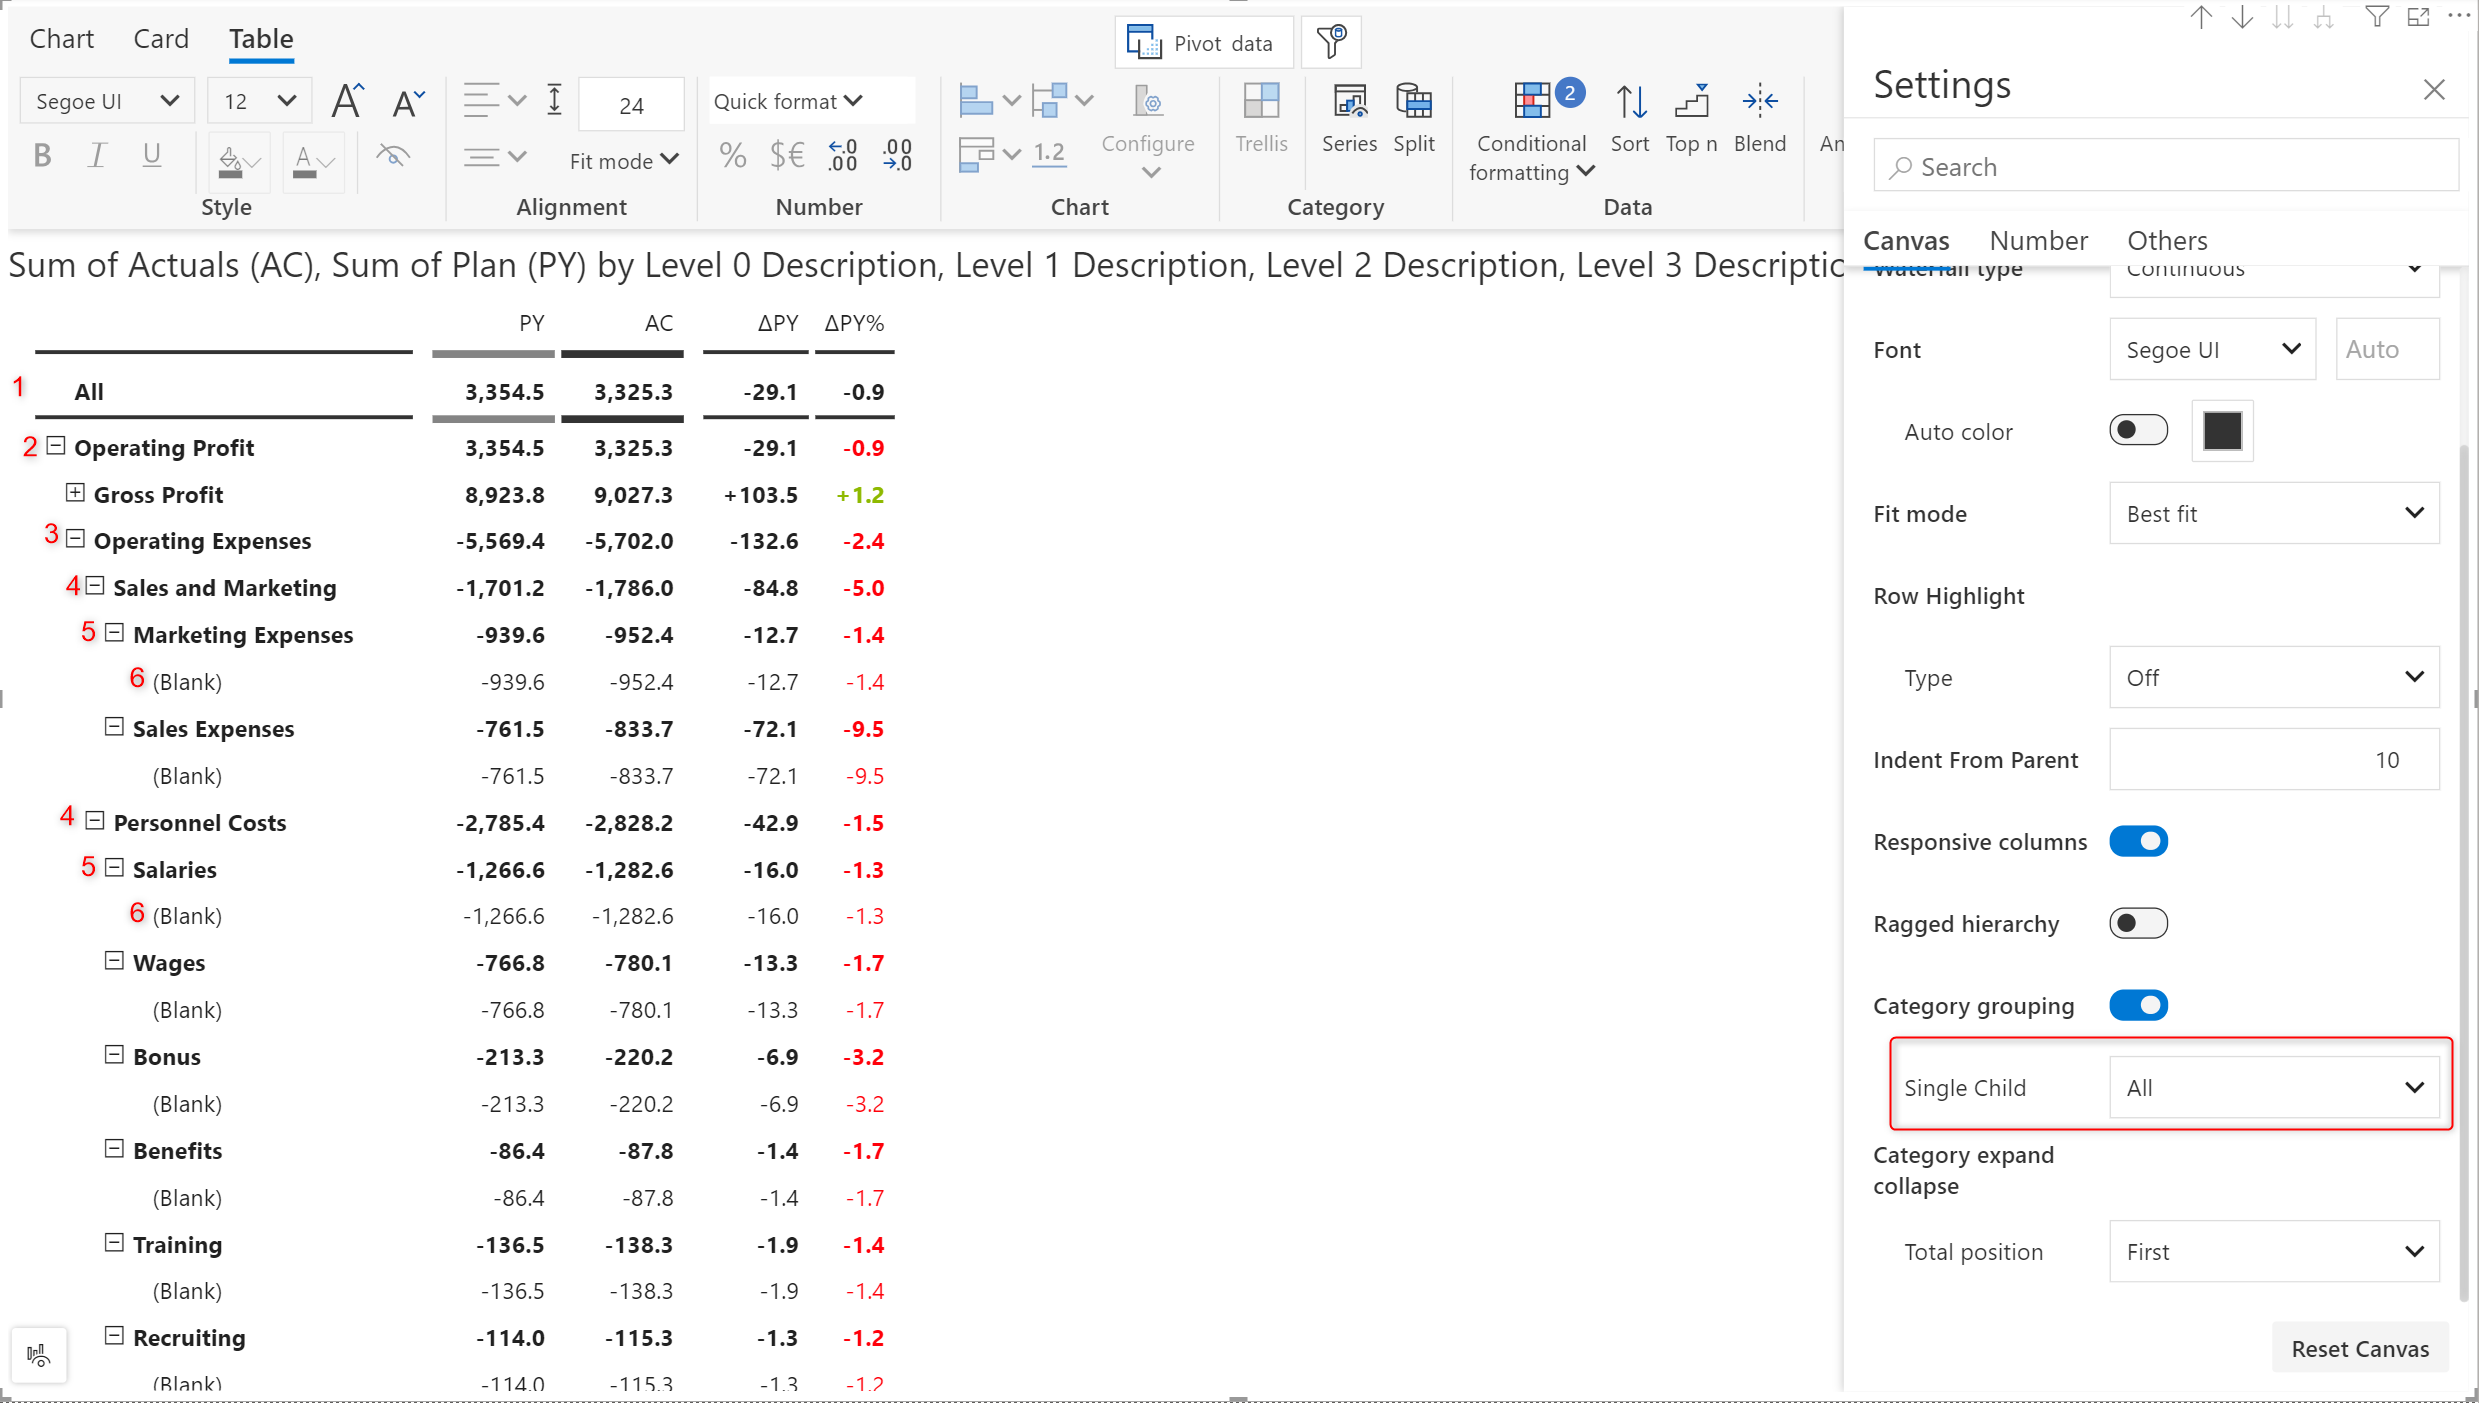 Chart Card Table
Pivot data
Segoe UI 12 24 Quick format
B I U A Fit mode % $€ .0 .00 .00 .0 1.2
Configure Trellis Series Split Conditional formatting 2 Sort Top n Blend An
Style Alignment Number Chart Category Data
Sum of Actuals (AC), Sum of Plan (PY) by Level 0 Description, Level 1 Description, Level 2 Description, Level 3 Descriptio
PY AC ΔPY ΔPY%
1 All 3,354.5 3,325.3 -29.1 -0.9
2 Operating Profit 3,354.5 3,325.3 -29.1 -0.9
Gross Profit 8,923.8 9,027.3 +103.5 +1.2
3 Operating Expenses -5,569.4 -5,702.0 -132.6 -2.4
4 Sales and Marketing -1,701.2 -1,786.0 -84.8 -5.0
5 Marketing Expenses -939.6 -952.4 -12.7 -1.4
6 (Blank) -939.6 -952.4 -12.7 -1.4
Sales Expenses -761.5 -833.7 -72.1 -9.5
(Blank) -761.5 -833.7 -72.1 -9.5
4 Personnel Costs -2,785.4 -2,828.2 -42.9 -1.5
5 Salaries -1,266.6 -1,282.6 -16.0 -1.3
6 (Blank) -1,266.6 -1,282.6 -16.0 -1.3
Wages -766.8 -780.1 -13.3 -1.7
(Blank) -766.8 -780.1 -13.3 -1.7
Bonus -213.3 -220.2 -6.9 -3.2
(Blank) -213.3 -220.2 -6.9 -3.2
Benefits -86.4 -87.8 -1.4 -1.7
(Blank) -86.4 -87.8 -1.4 -1.7
Training -136.5 -138.3 -1.9 -1.4
(Blank) -136.5 -138.3 -1.9 -1.4
Recruiting -114.0 -115.3 -1.3 -1.2
(Blank) -114.0 -115.3 -1.3 -1.2
Settings
Search
Canvas Number Others
Waterfall type Continuous
Font Segoe UI Auto
Auto color
Fit mode Best fit
Row Highlight
Type Off
Indent From Parent 10
Responsive columns
Ragged hierarchy
Category grouping
Single Child All
Category expand
collapse
Total position First
Reset Canvas